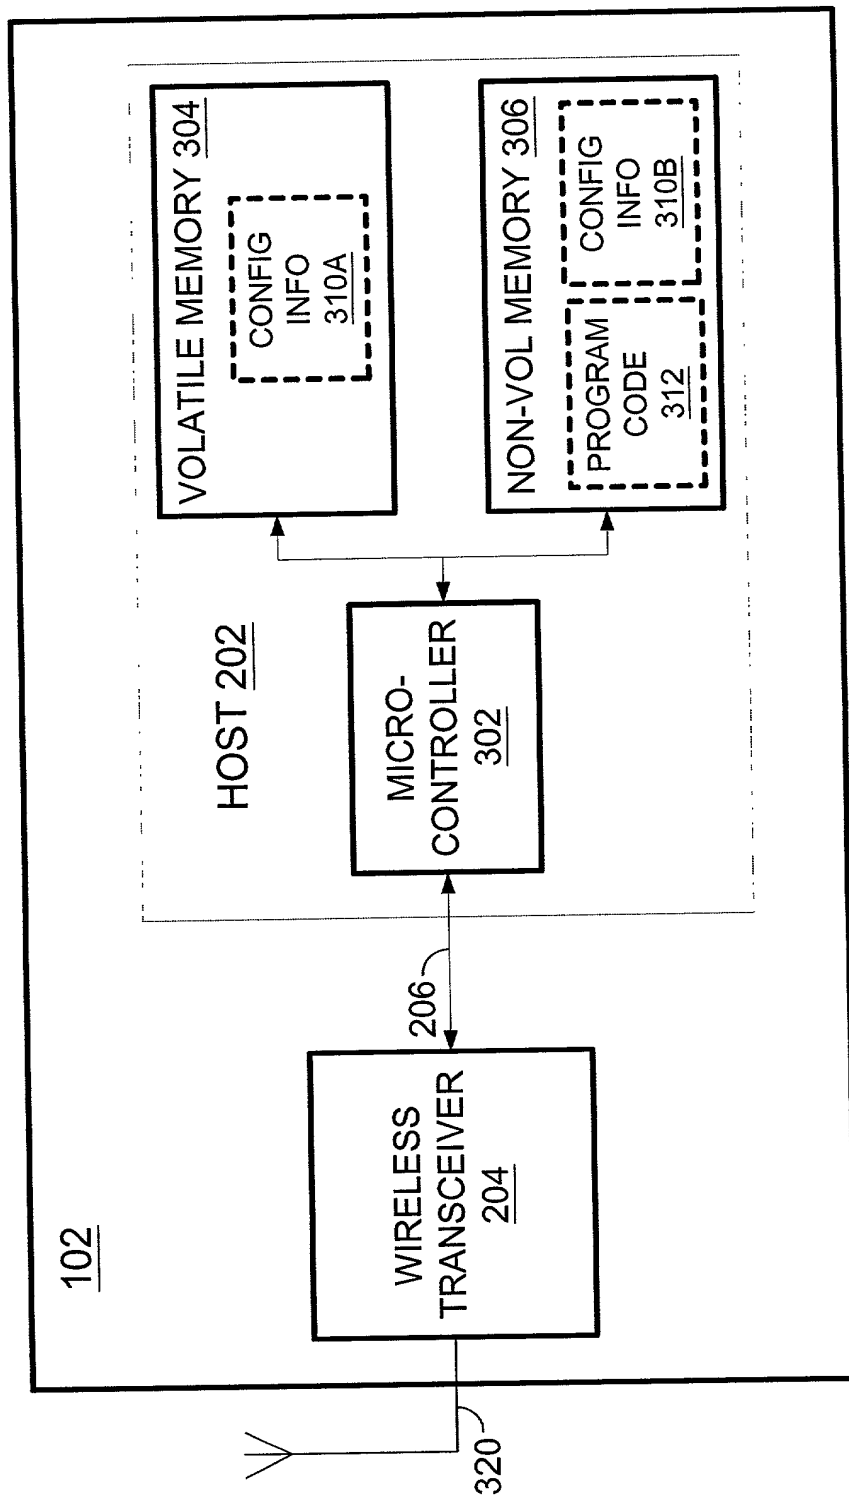 102
HOST 202
VOLATILE MEMORY 304
CONFIG
INFO
310A
WIRELESS
TRANSCEIVER
204
206
MICRO-
CONTROLLER
302
NON-VOL MEMORY 306
PROGRAM
CODE
312
CONFIG
INFO
310B
320